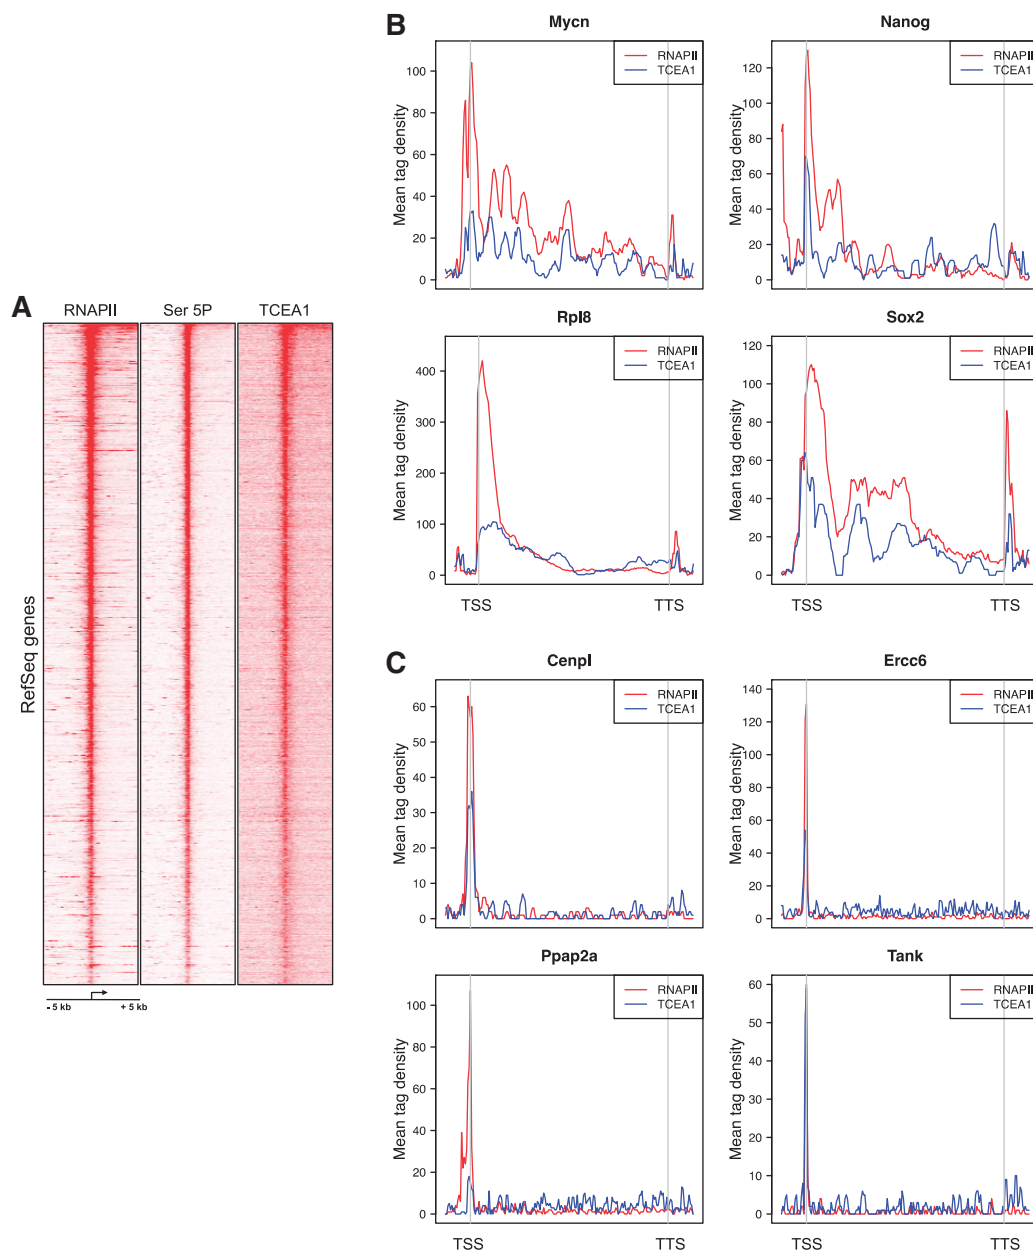 A
RNAPII
Ser 5P
TCEA1
RefSeq genes
- 5 kb
+ 5 kb
B
Mycn
Mean tag density
0
20
40
60
80
100
RNAPII
TCEA1
Nanog
Mean tag density
0
20
40
60
80
100
120
RNAPII
TCEA1
Rpl8
Mean tag density
0
100
200
300
400
RNAPII
TCEA1
TSS
TTS
Sox2
Mean tag density
0
20
40
60
80
100
120
RNAPII
TCEA1
TSS
TTS
C
CenpI
Mean tag density
0
10
20
30
40
50
60
RNAPII
TCEA1
Ercc6
Mean tag density
0
20
40
60
80
100
120
140
RNAPII
TCEA1
Ppap2a
Mean tag density
0
20
40
60
80
100
RNAPII
TCEA1
TSS
TTS
Tank
Mean tag density
0
10
20
30
40
50
60
RNAPII
TCEA1
TSS
TTS